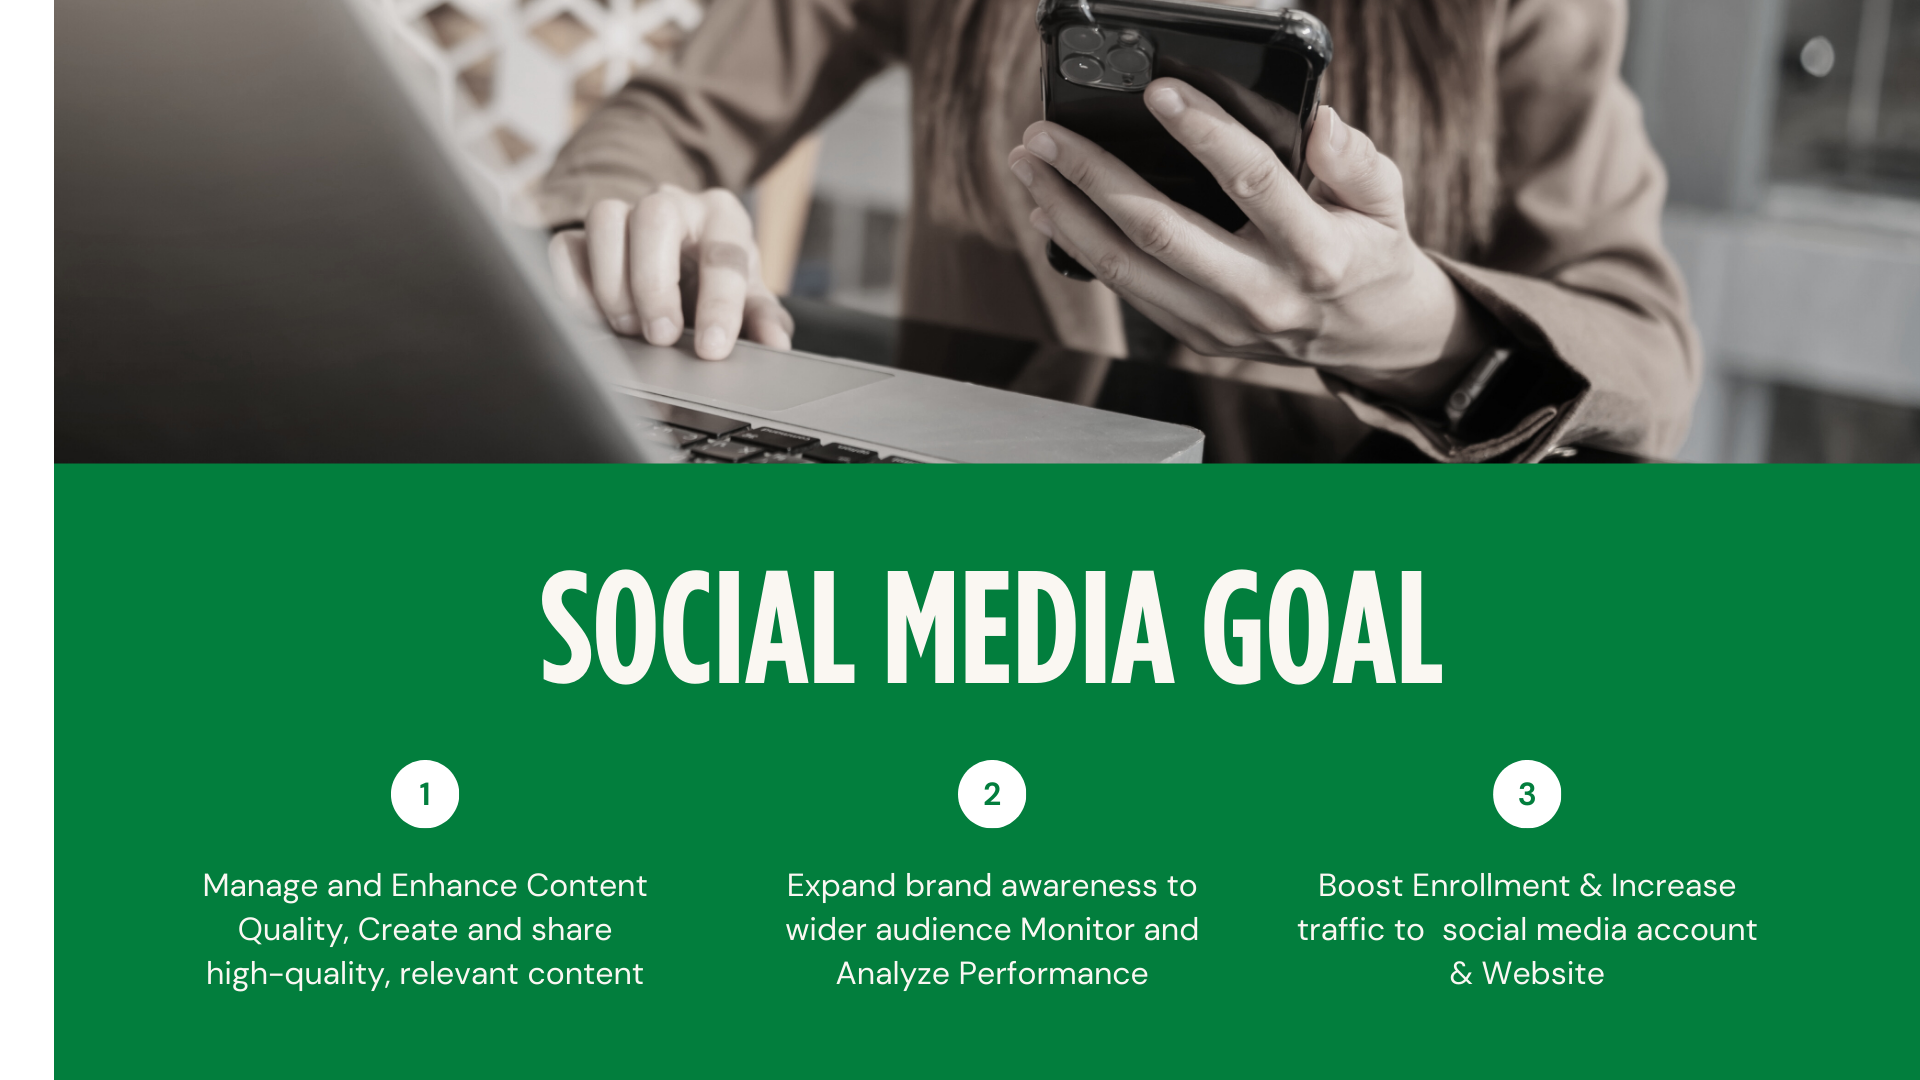 SOCIAL MEDIA GOAL
1
Manage and Enhance Content
Quality, Create and share
high-quality, relevant content
2
Expand brand awareness to
wider audience Monitor and
Analyze Performance
3
Boost Enrollment & Increase
traffic to  social media account
& Website